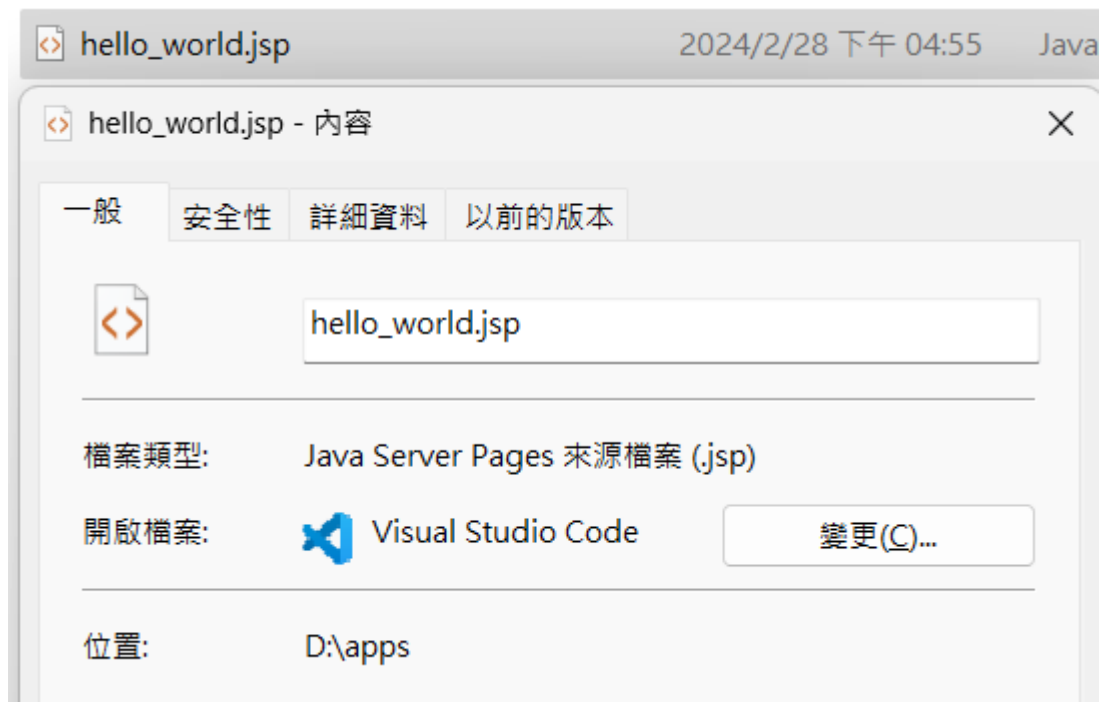 hello_world.jsp 2024/2/28 下午 04:55 Java
hello_world.jsp - 內容
一般 安全性 詳細資料 以前的版本
hello_world.jsp
檔案類型: Java Server Pages 來源檔案 (.jsp)
開啟檔案: Visual Studio Code 變更(C)...
位置: D:\apps